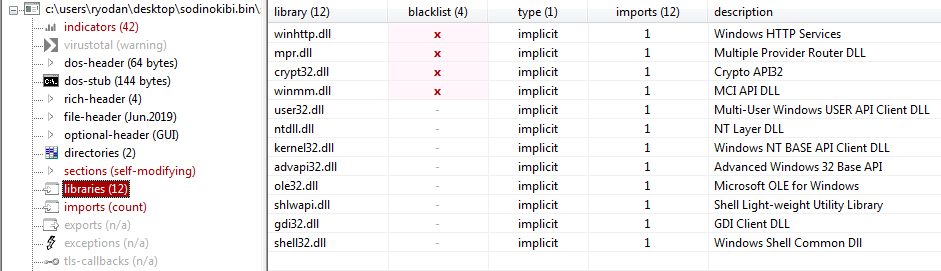 c:\users\ryodan\desktop\sodinokibi.bin\
indicators (42)
virustotal (warning)
dos-header (64 bytes)
dos-stub (144 bytes)
rich-header (4)
file-header (Jun.2019)
optional-header (GUI)
directories (2)
sections (self-modifying)
libraries (12)
imports (count)
exports (n/a)
exceptions (n/a)
tls-callbacks (n/a)
library (12) blacklist (4) type (1) imports (12) description
winhttp.dll x implicit 1 Windows HTTP Services
mpr.dll x implicit 1 Multiple Provider Router DLL
crypt32.dll x implicit 1 Crypto API32
winmm.dll x implicit 1 MCI API DLL
user32.dll - implicit 1 Multi-User Windows USER API Client DLL
ntdll.dll - implicit 1 NT Layer DLL
kernel32.dll - implicit 1 Windows NT BASE API Client DLL
advapi32.dll - implicit 1 Advanced Windows 32 Base API
ole32.dll - implicit 1 Microsoft OLE for Windows
shlwapi.dll - implicit 1 Shell Light-weight Utility Library
gdi32.dll - implicit 1 GDI Client DLL
shell32.dll - implicit 1 Windows Shell Common Dll